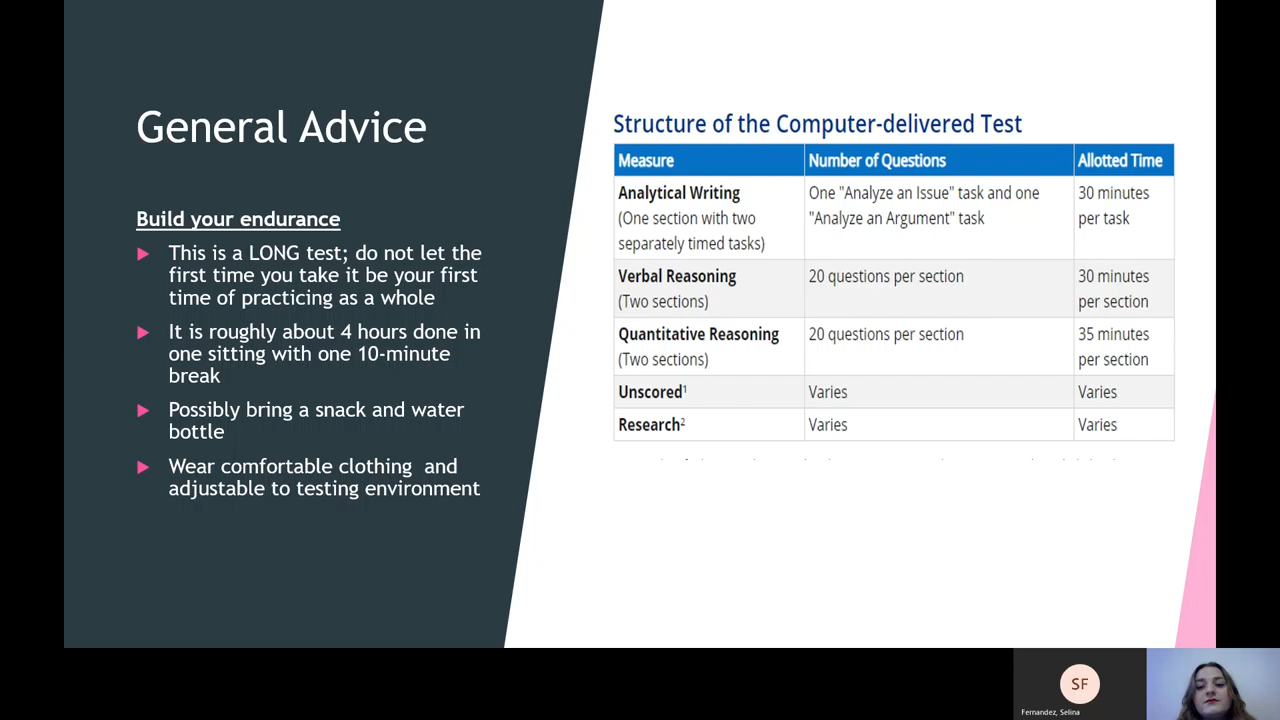 General Advice
Build your endurance
This is a LONG test; do not let the
first time you take it be your first
time of practicing as a whole
It is roughly about 4 hours done in
one sitting with one 10-minute
break
Possibly bring a snack and water
bottle
Wear comfortable clothing and
adjustable to testing environment
Structure of the Computer-delivered Test
Measure Number of Questions Allotted Time
Analytical Writing One "Analyze an Issue" task and one 30 minutes
(One section with two "Analyze an Argument" task per task
separately timed tasks)
Verbal Reasoning 20 questions per section 30 minutes
(Two sections) per section
Quantitative Reasoning 20 questions per section 35 minutes
(Two sections) per section
Unscored¹ Varies Varies
Research² Varies Varies
SF
Fernandez, Selina